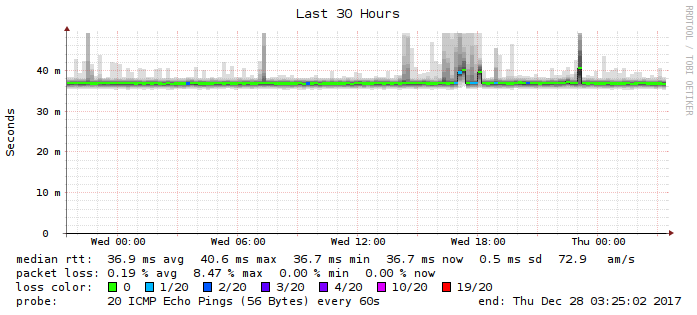 Last 30 Hours
RRDTOOL / TOBI OETIKER
Seconds
40 m
30 m
20 m
10 m
0
Wed 00:00 Wed 06:00 Wed 12:00 Wed 18:00 Thu 00:00
median rtt: 36.9 ms avg 40.6 ms max 36.7 ms min 36.7 ms now 0.5 ms sd 72.9 am/s
packet loss: 0.19 % avg 8.47 % max 0.00 % min 0.00 % now
loss color: 0 1/20 2/20 3/20 4/20 10/20 19/20
probe: 20 ICMP Echo Pings (56 Bytes) every 60s end: Thu Dec 28 03:25:02 2017